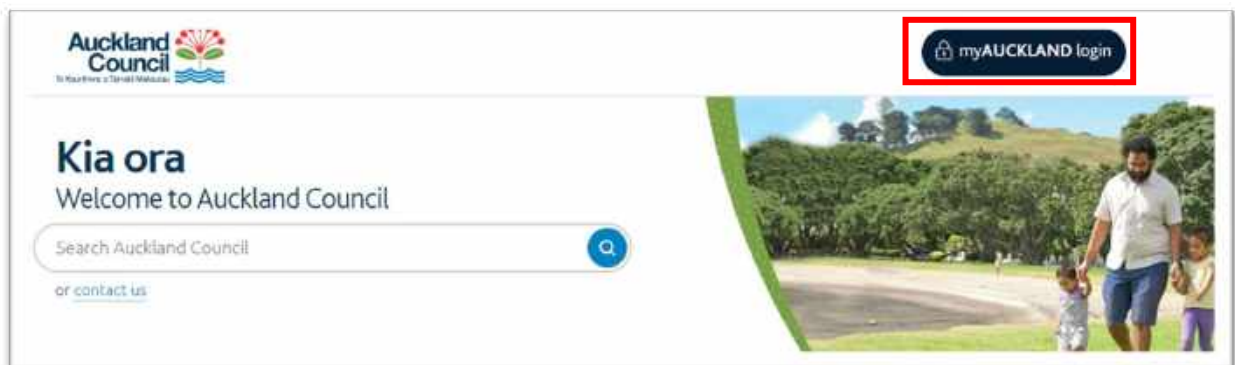 Auckland
Council
myAUCKLAND login
Kia ora
Welcome to Auckland Council
Search Auckland Council
or contact us